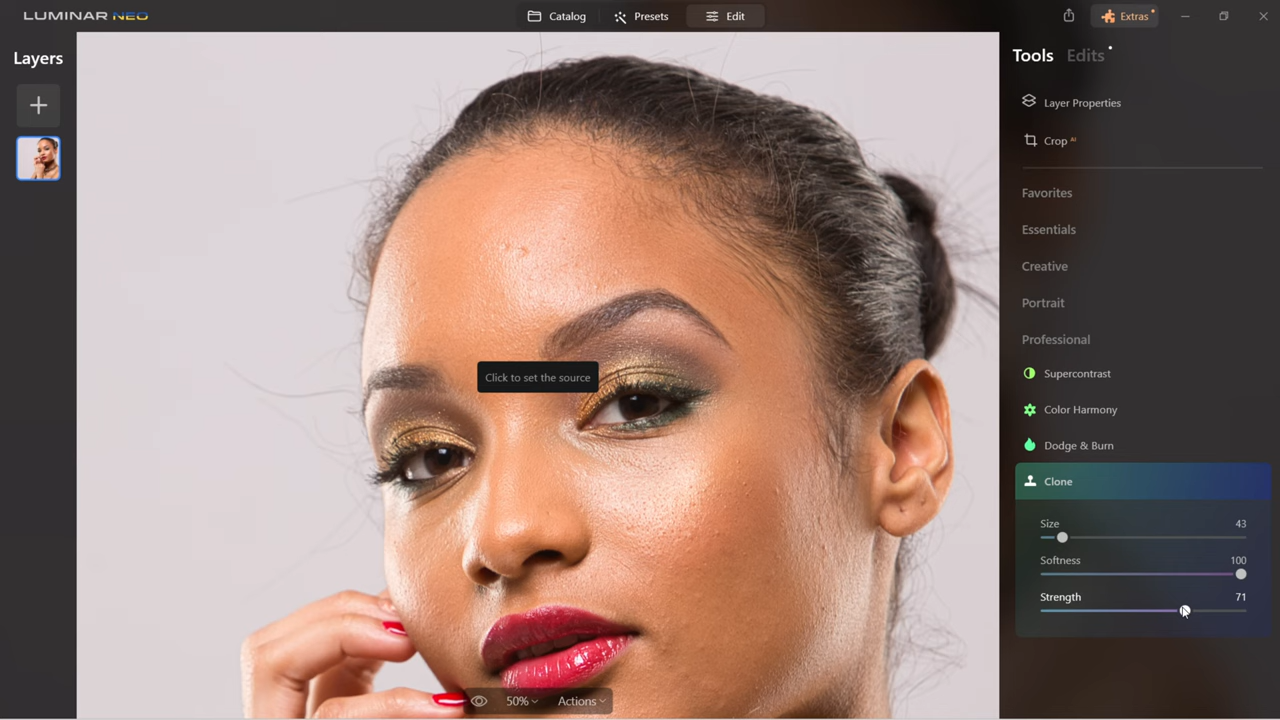 LUMINAR NEO
Catalog
Presets
Edit
Extras
Layers
Tools
Edits
Layer Properties
Crop AI
Favorites
Essentials
Creative
Portrait
Professional
Supercontrast
Color Harmony
Dodge & Burn
Clone
Size 43
Softness 100
Strength 71
Click to set the source
50%
Actions